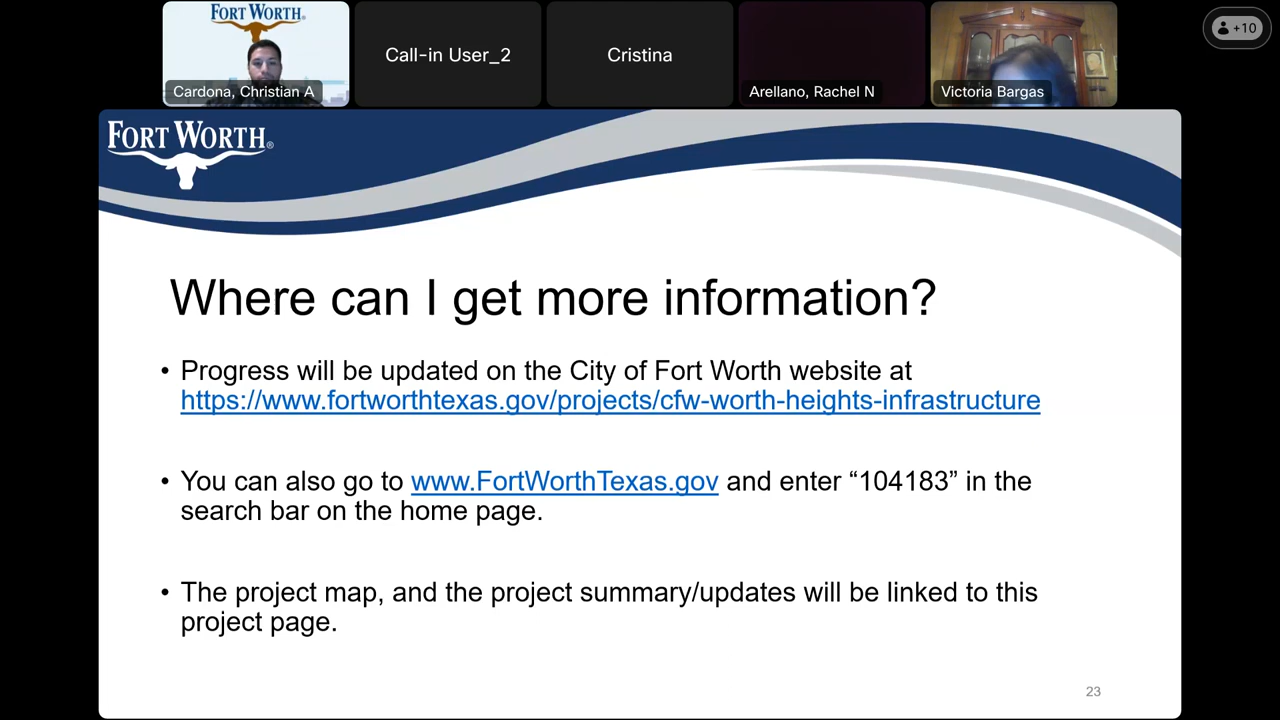 FORT WORTH
Cardona, Christian A
Call-in User_2
Cristina
Arellano, Rachel N
Victoria Bargas
+10
FORT WORTH®
Where can I get more information?
• Progress will be updated on the City of Fort Worth website at
https://www.fortworthtexas.gov/projects/cfw-worth-heights-infrastructure
• You can also go to www.FortWorthTexas.gov and enter “104183” in the
search bar on the home page.
• The project map, and the project summary/updates will be linked to this
project page.
23